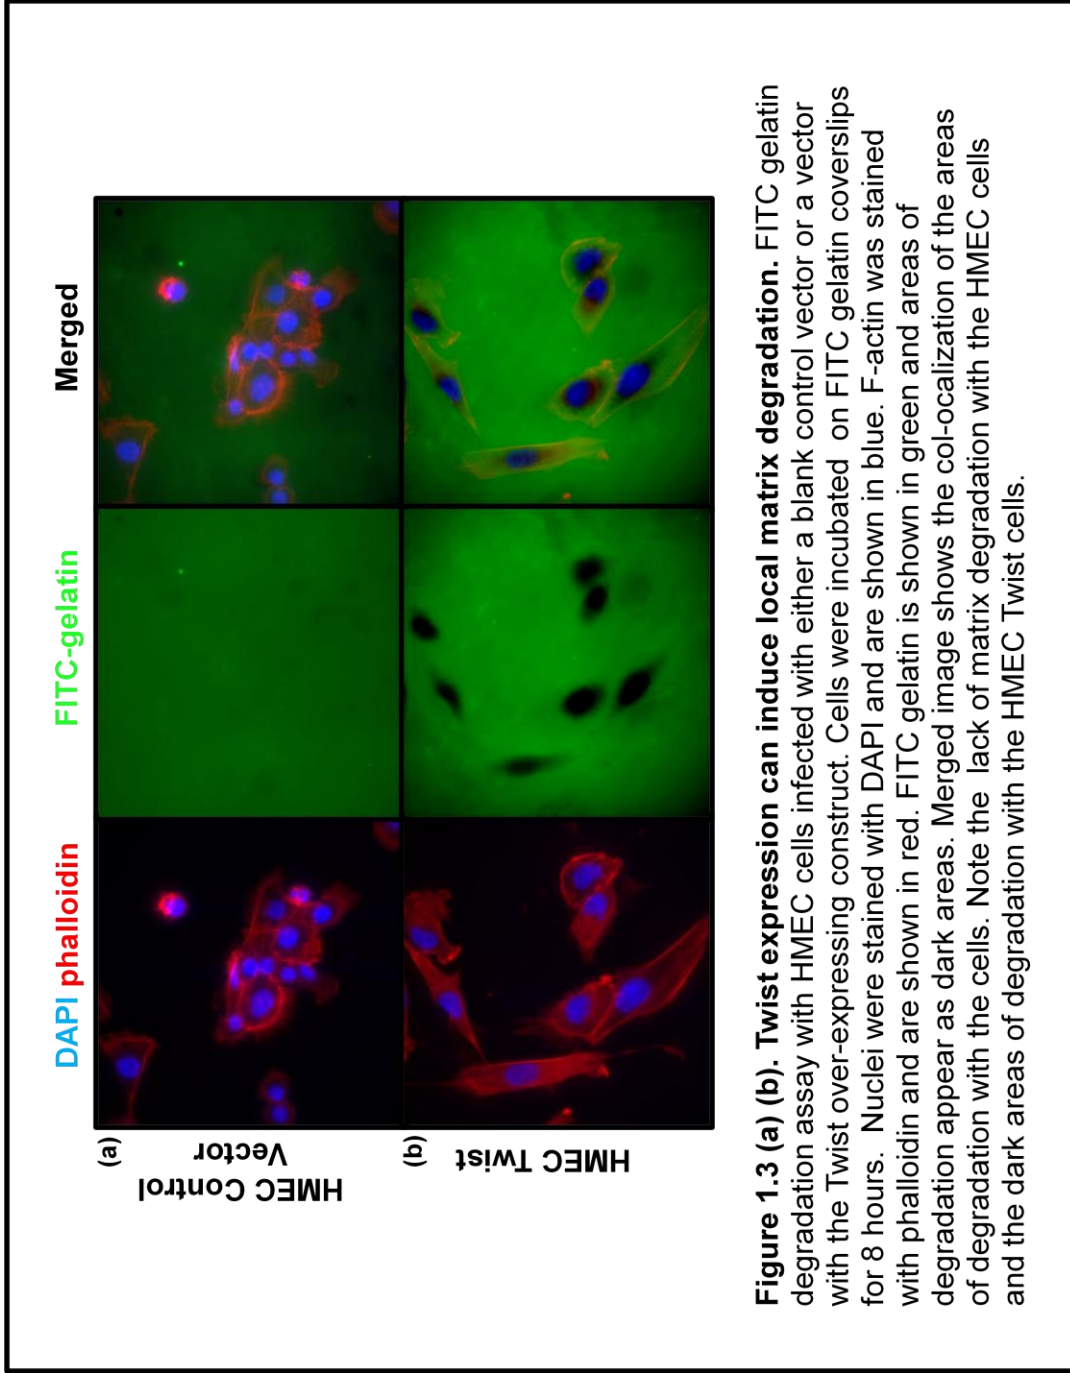 DAPI phalloidin
FITC-gelatin
Merged
(a)
HMEC Control
Vector
(b)
HMEC Twist
Figure 1.3 (a) (b). Twist expression can induce local matrix degradation. FITC gelatin
degradation assay with HMEC cells infected with either a blank control vector or a vector
with the Twist over-expressing construct. Cells were incubated on FITC gelatin coverslips
for 8 hours. Nuclei were stained with DAPI and are shown in blue. F-actin was stained
with phalloidin and are shown in red. FITC gelatin is shown in green and areas of
degradation appear as dark areas. Merged image shows the col-ocalization of the areas
of degradation with the cells. Note the lack of matrix degradation with the HMEC cells
and the dark areas of degradation with the HMEC Twist cells.